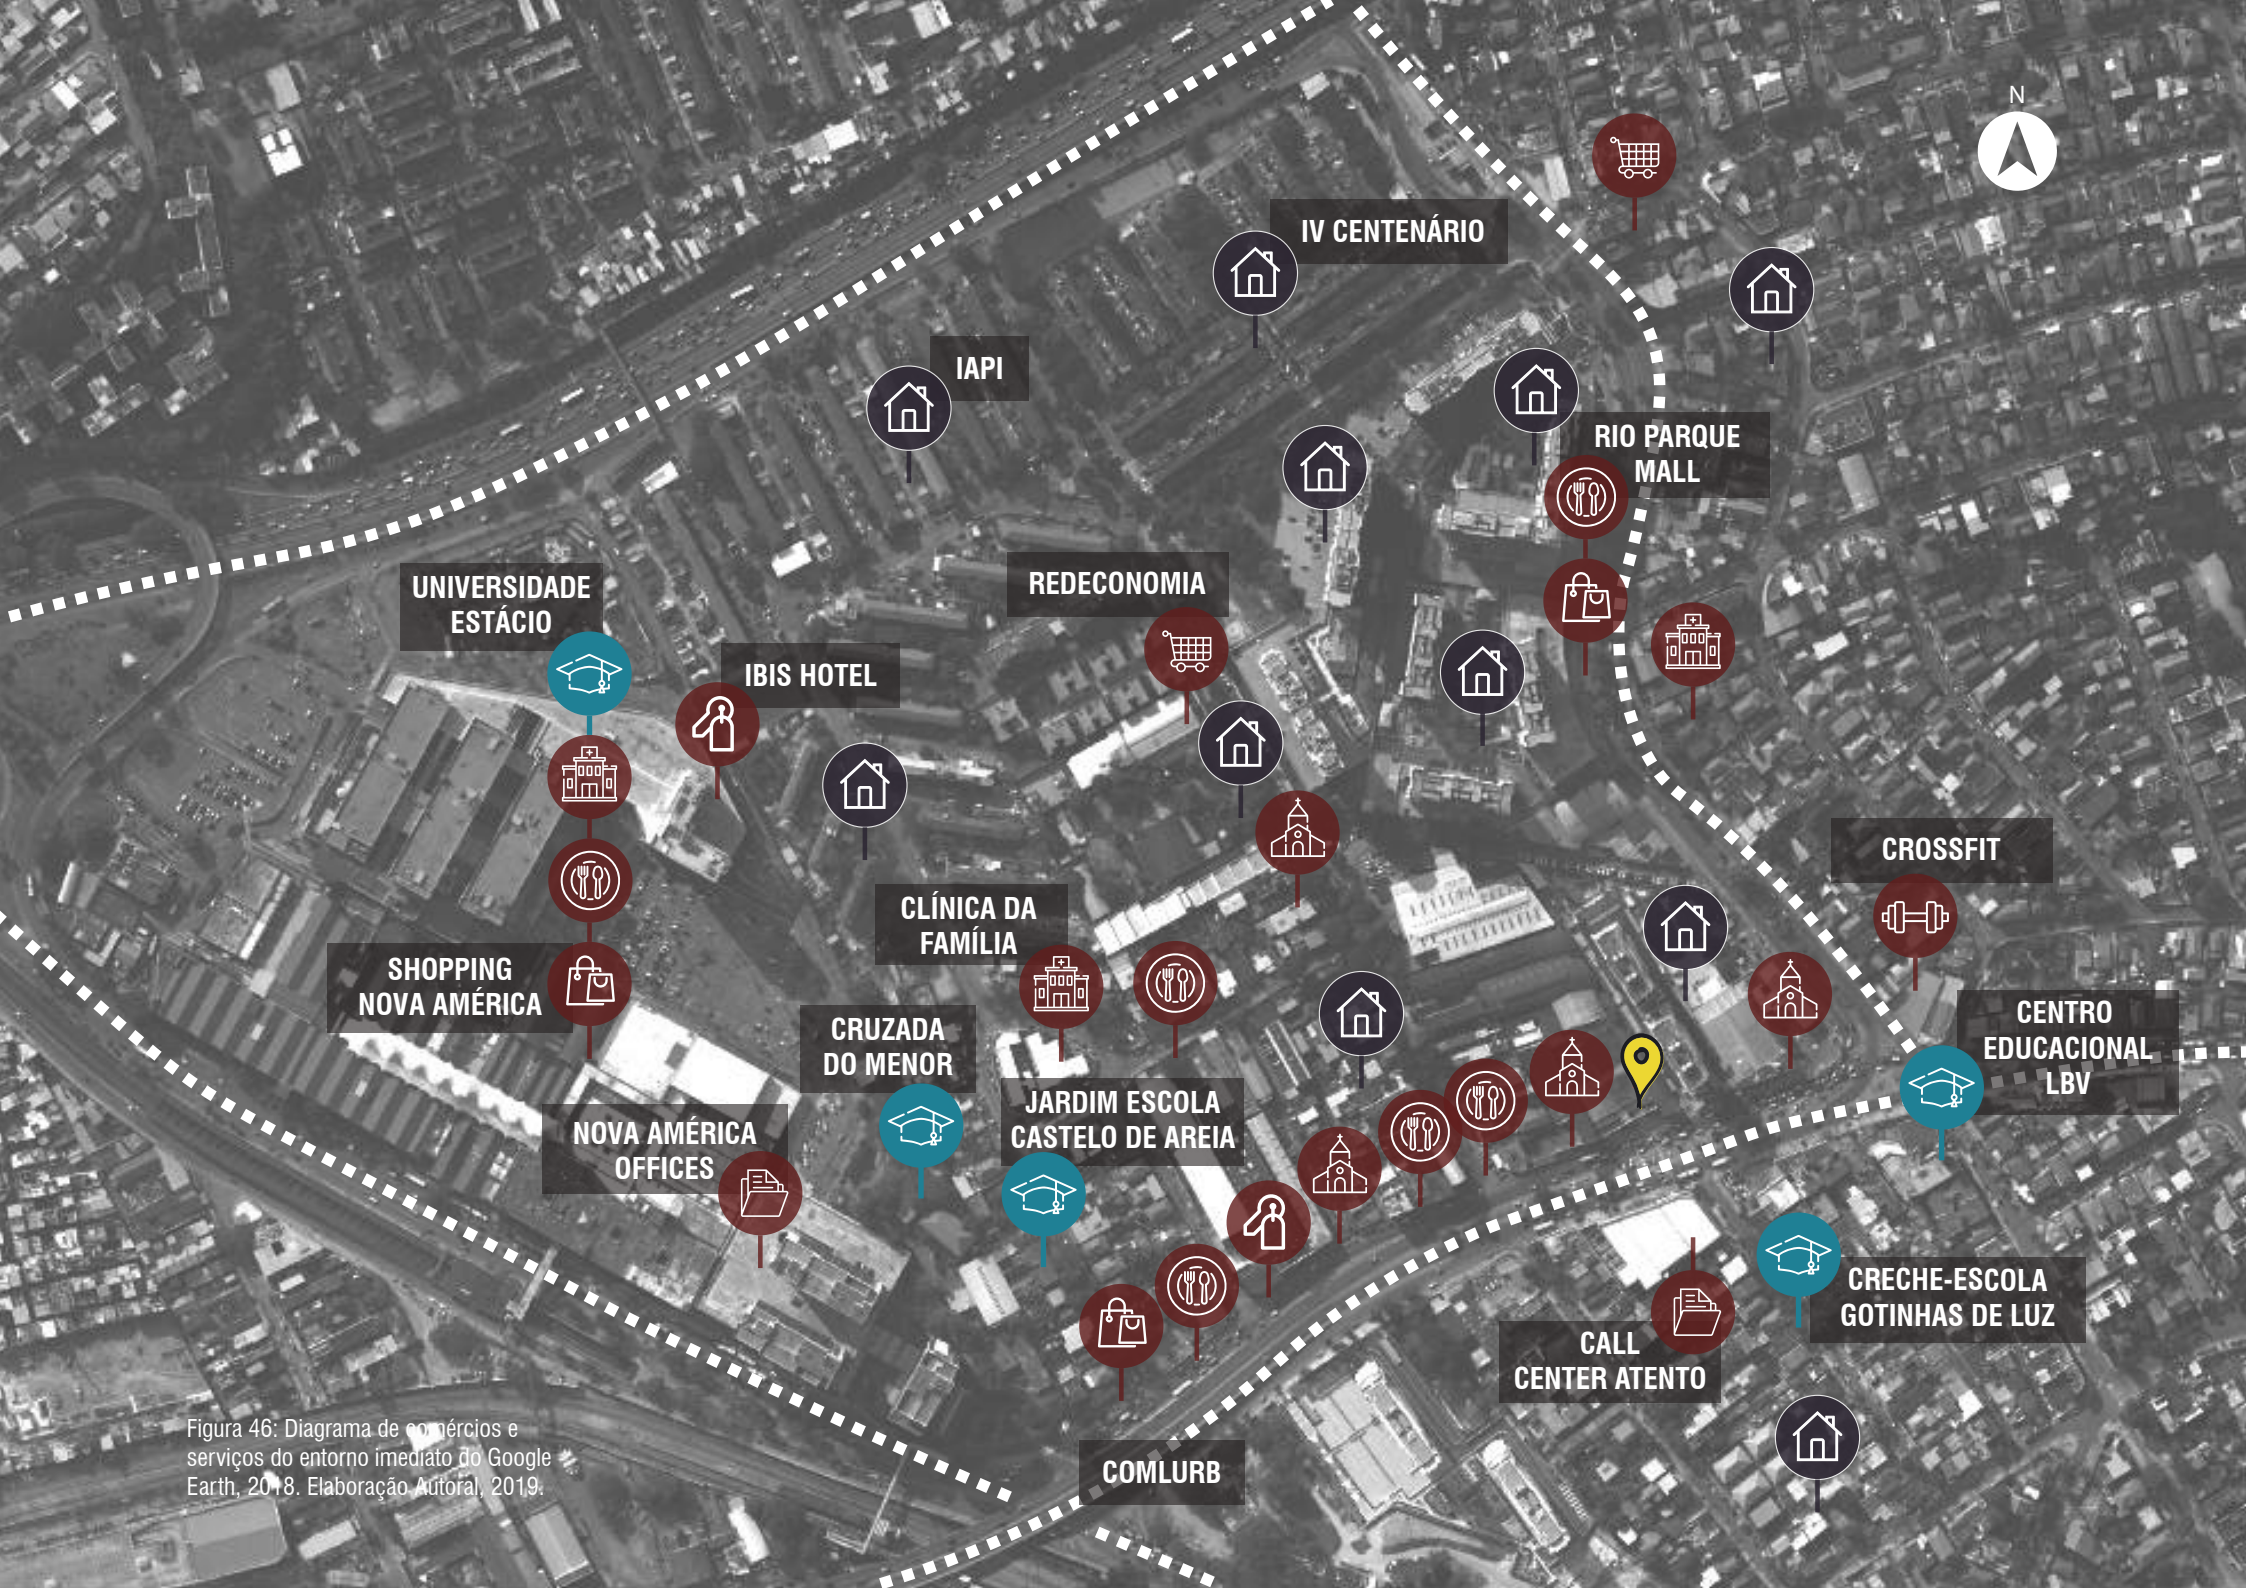 N
IV CENTENÁRIO
IAPI
RIO PARQUE
MALL
REDECONOMIA
UNIVERSIDADE
ESTÁCIO
IBIS HOTEL
CROSSFIT
CLÍNICA DA
FAMÍLIA
SHOPPING
NOVA AMÉRICA
CRUZADA
DO MENOR
CENTRO
EDUCACIONAL
LBV
JARDIM ESCOLA
CASTELO DE AREIA
NOVA AMÉRICA
OFFICES
CRECHE-ESCOLA
GOTINHAS DE LUZ
CALL
CENTER ATENTO
COMLURB
Figura 46: Diagrama de comércios e
serviços do entorno imediato do Google
Earth, 2018. Elaboração Autoral, 2019.